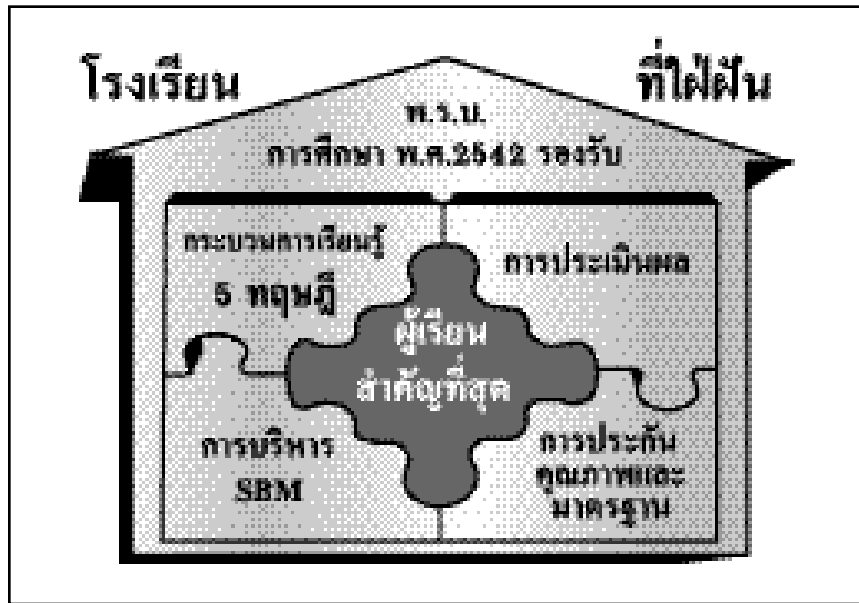 โรงเรียน ที่ใฝ่ฝัน
พ.ร.บ.
การศึกษา พ.ศ.2542 รองรับ
กระบวนการเรียนรู้
5 ทฤษฎี
การประเมินผล
ผู้เรียน
สำคัญที่สุด
การบริหาร
SBM
การประกัน
คุณภาพและ
มาตรฐาน